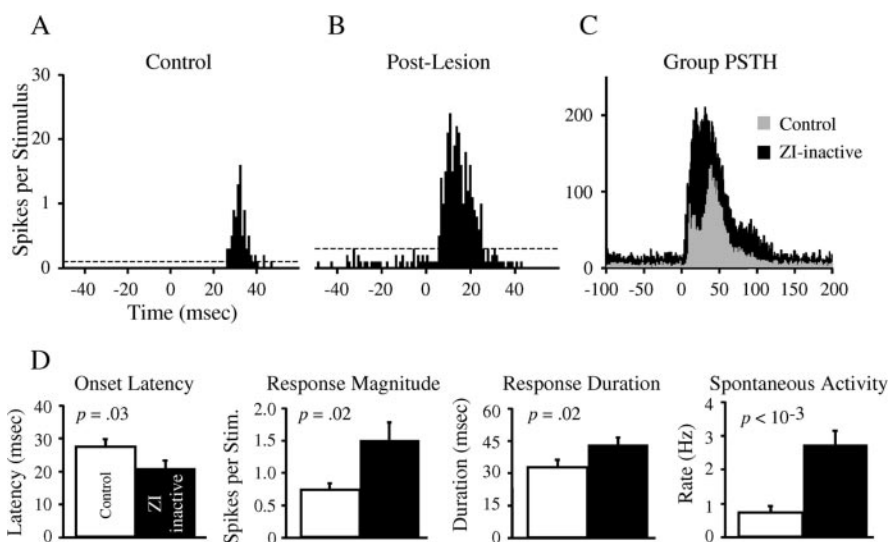 A
B
C
Control
Post-Lesion
Group PSTH
Spikes per Stimulus
30
20
1
0
200
100
0
Control
ZI-inactive
-40 -20 0 20 40
-40 -20 0 20 40
-100 -50 0 50 100 150 200
Time (msec)
D
Onset Latency
Response Magnitude
Response Duration
Spontaneous Activity
Latency (msec)
40
30
20
10
0
p = .03
Control
ZI
inactive
Spikes per Stim.
2.0
1.5
1.0
0.5
0
p = .02
Duration (msec)
60
45
30
15
0
p = .02
Rate (Hz)
4
3
2
1
0
p < 10-3